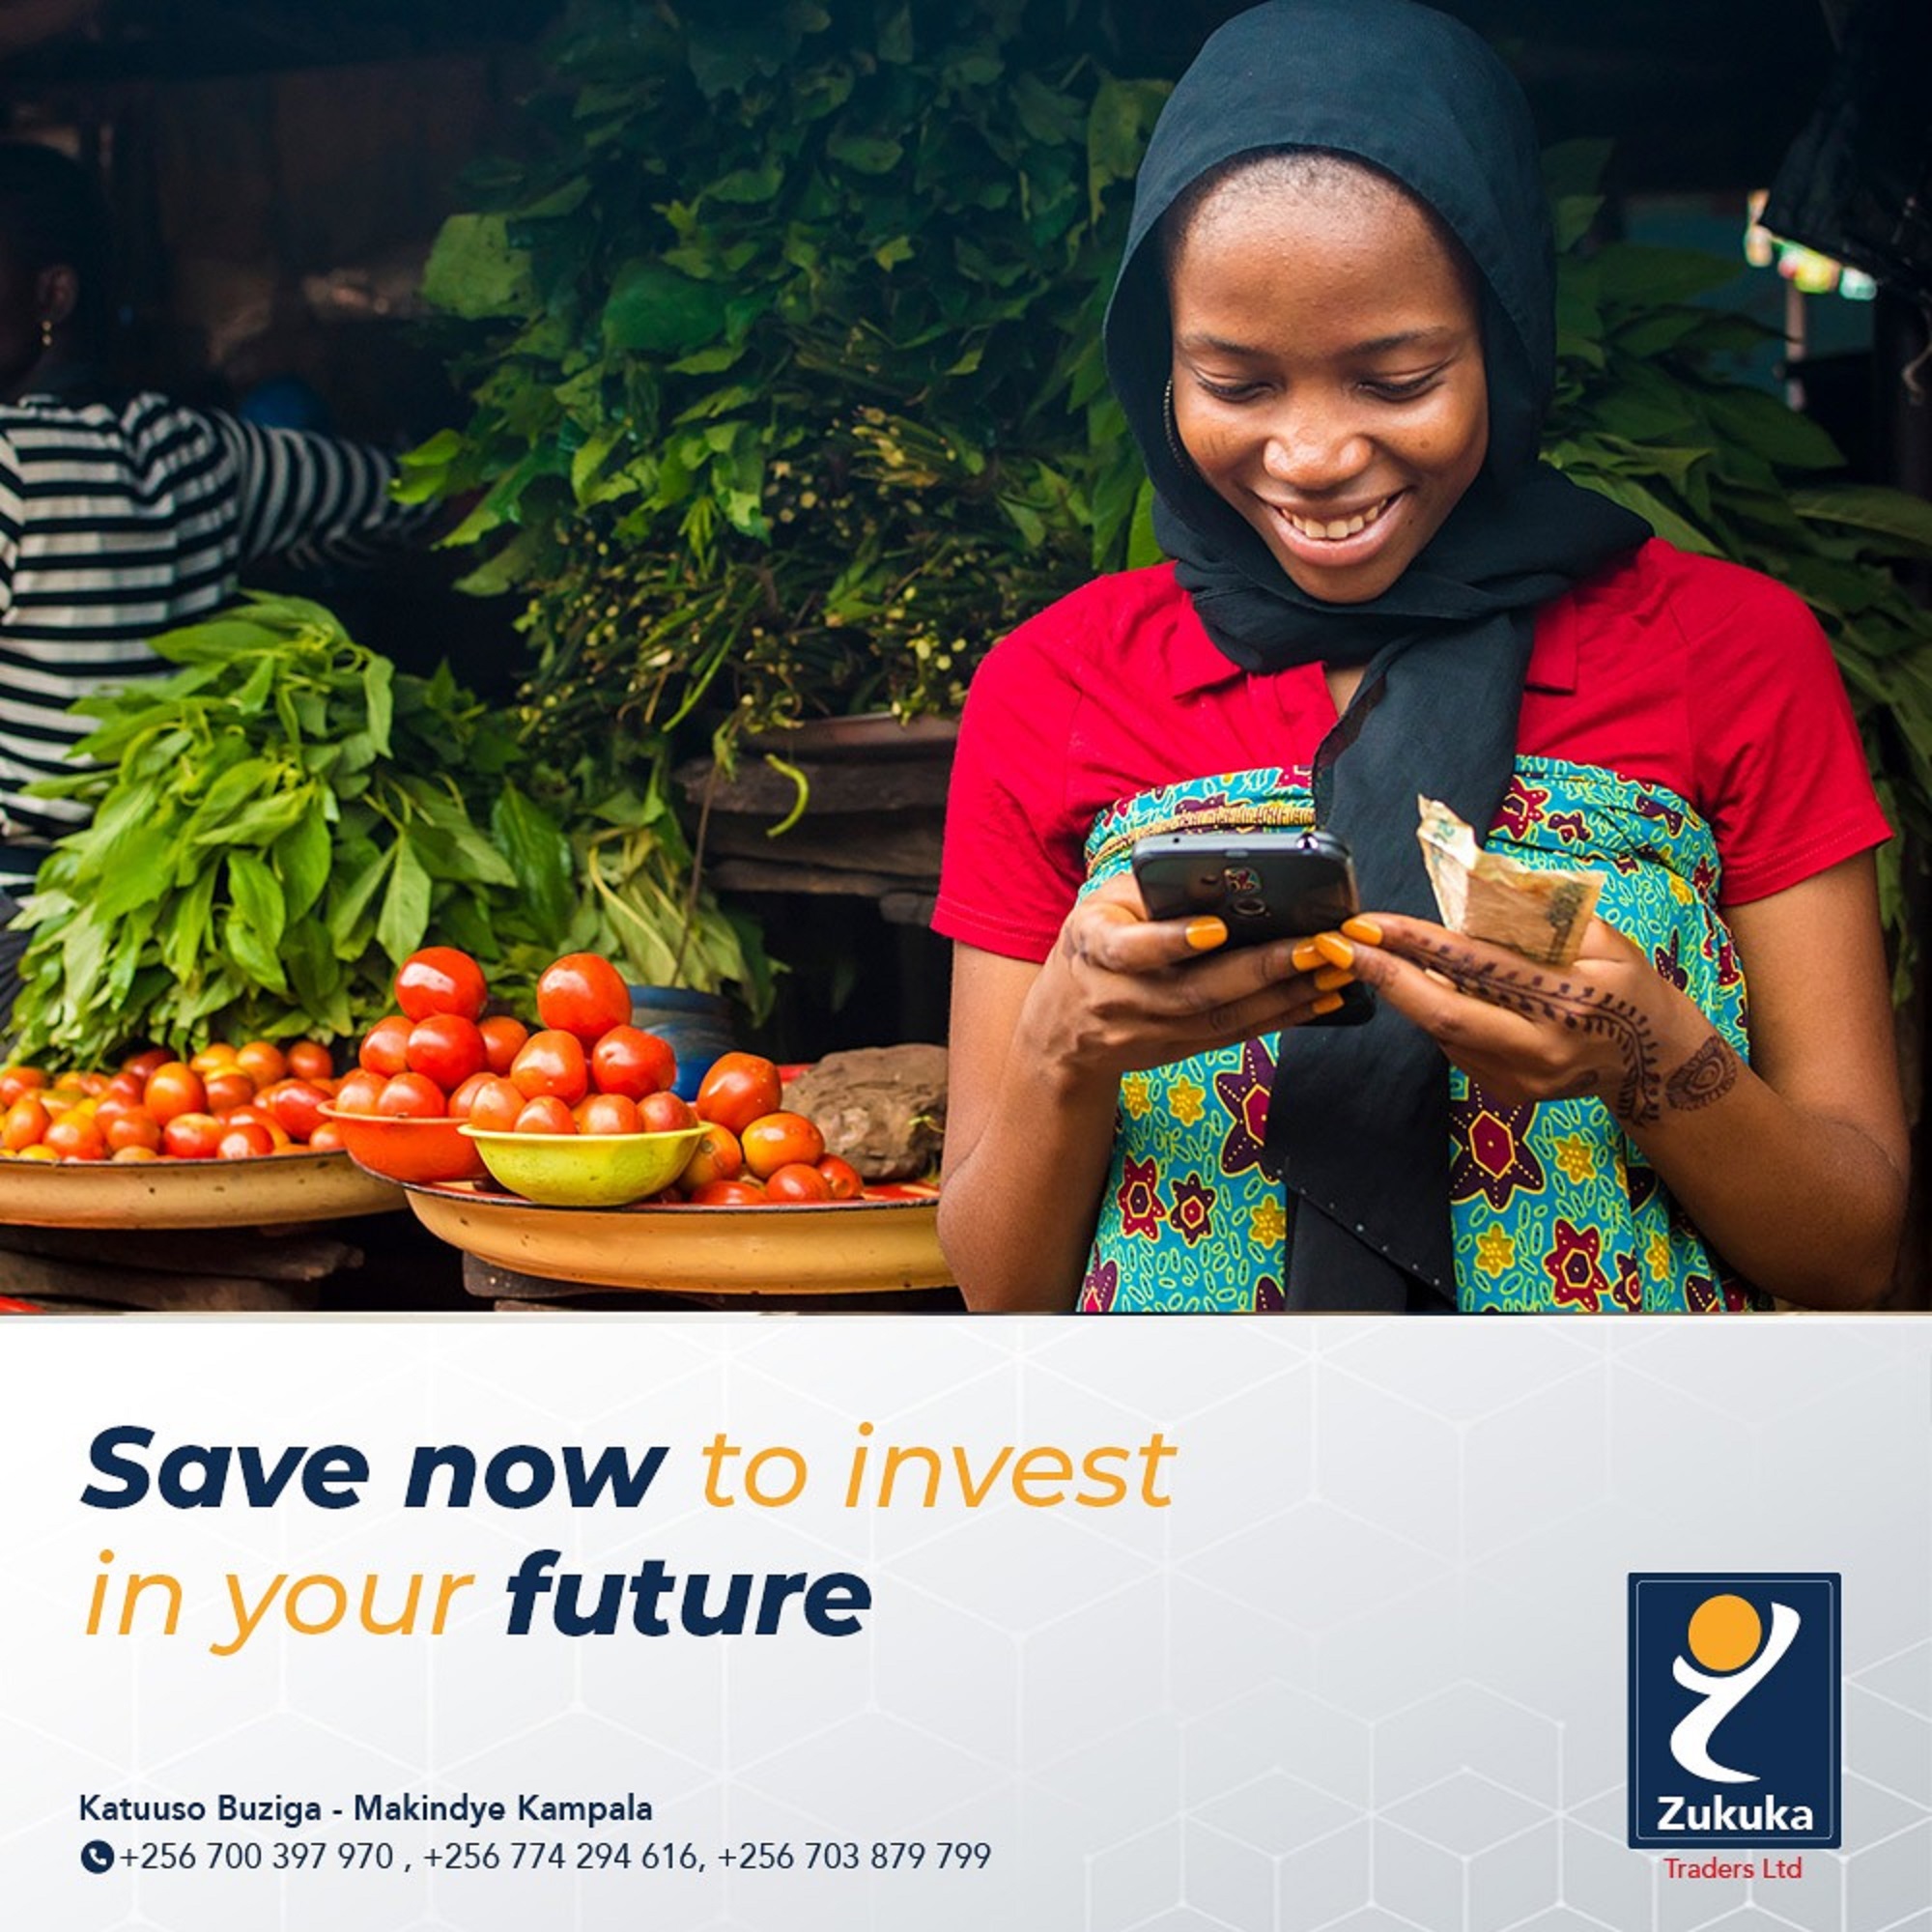 Save now to invest
in your future
Katuuso Buziga - Makindye Kampala
+256 700 397 970 , +256 774 294 616, +256 703 879 799
Zukuka
Traders Ltd